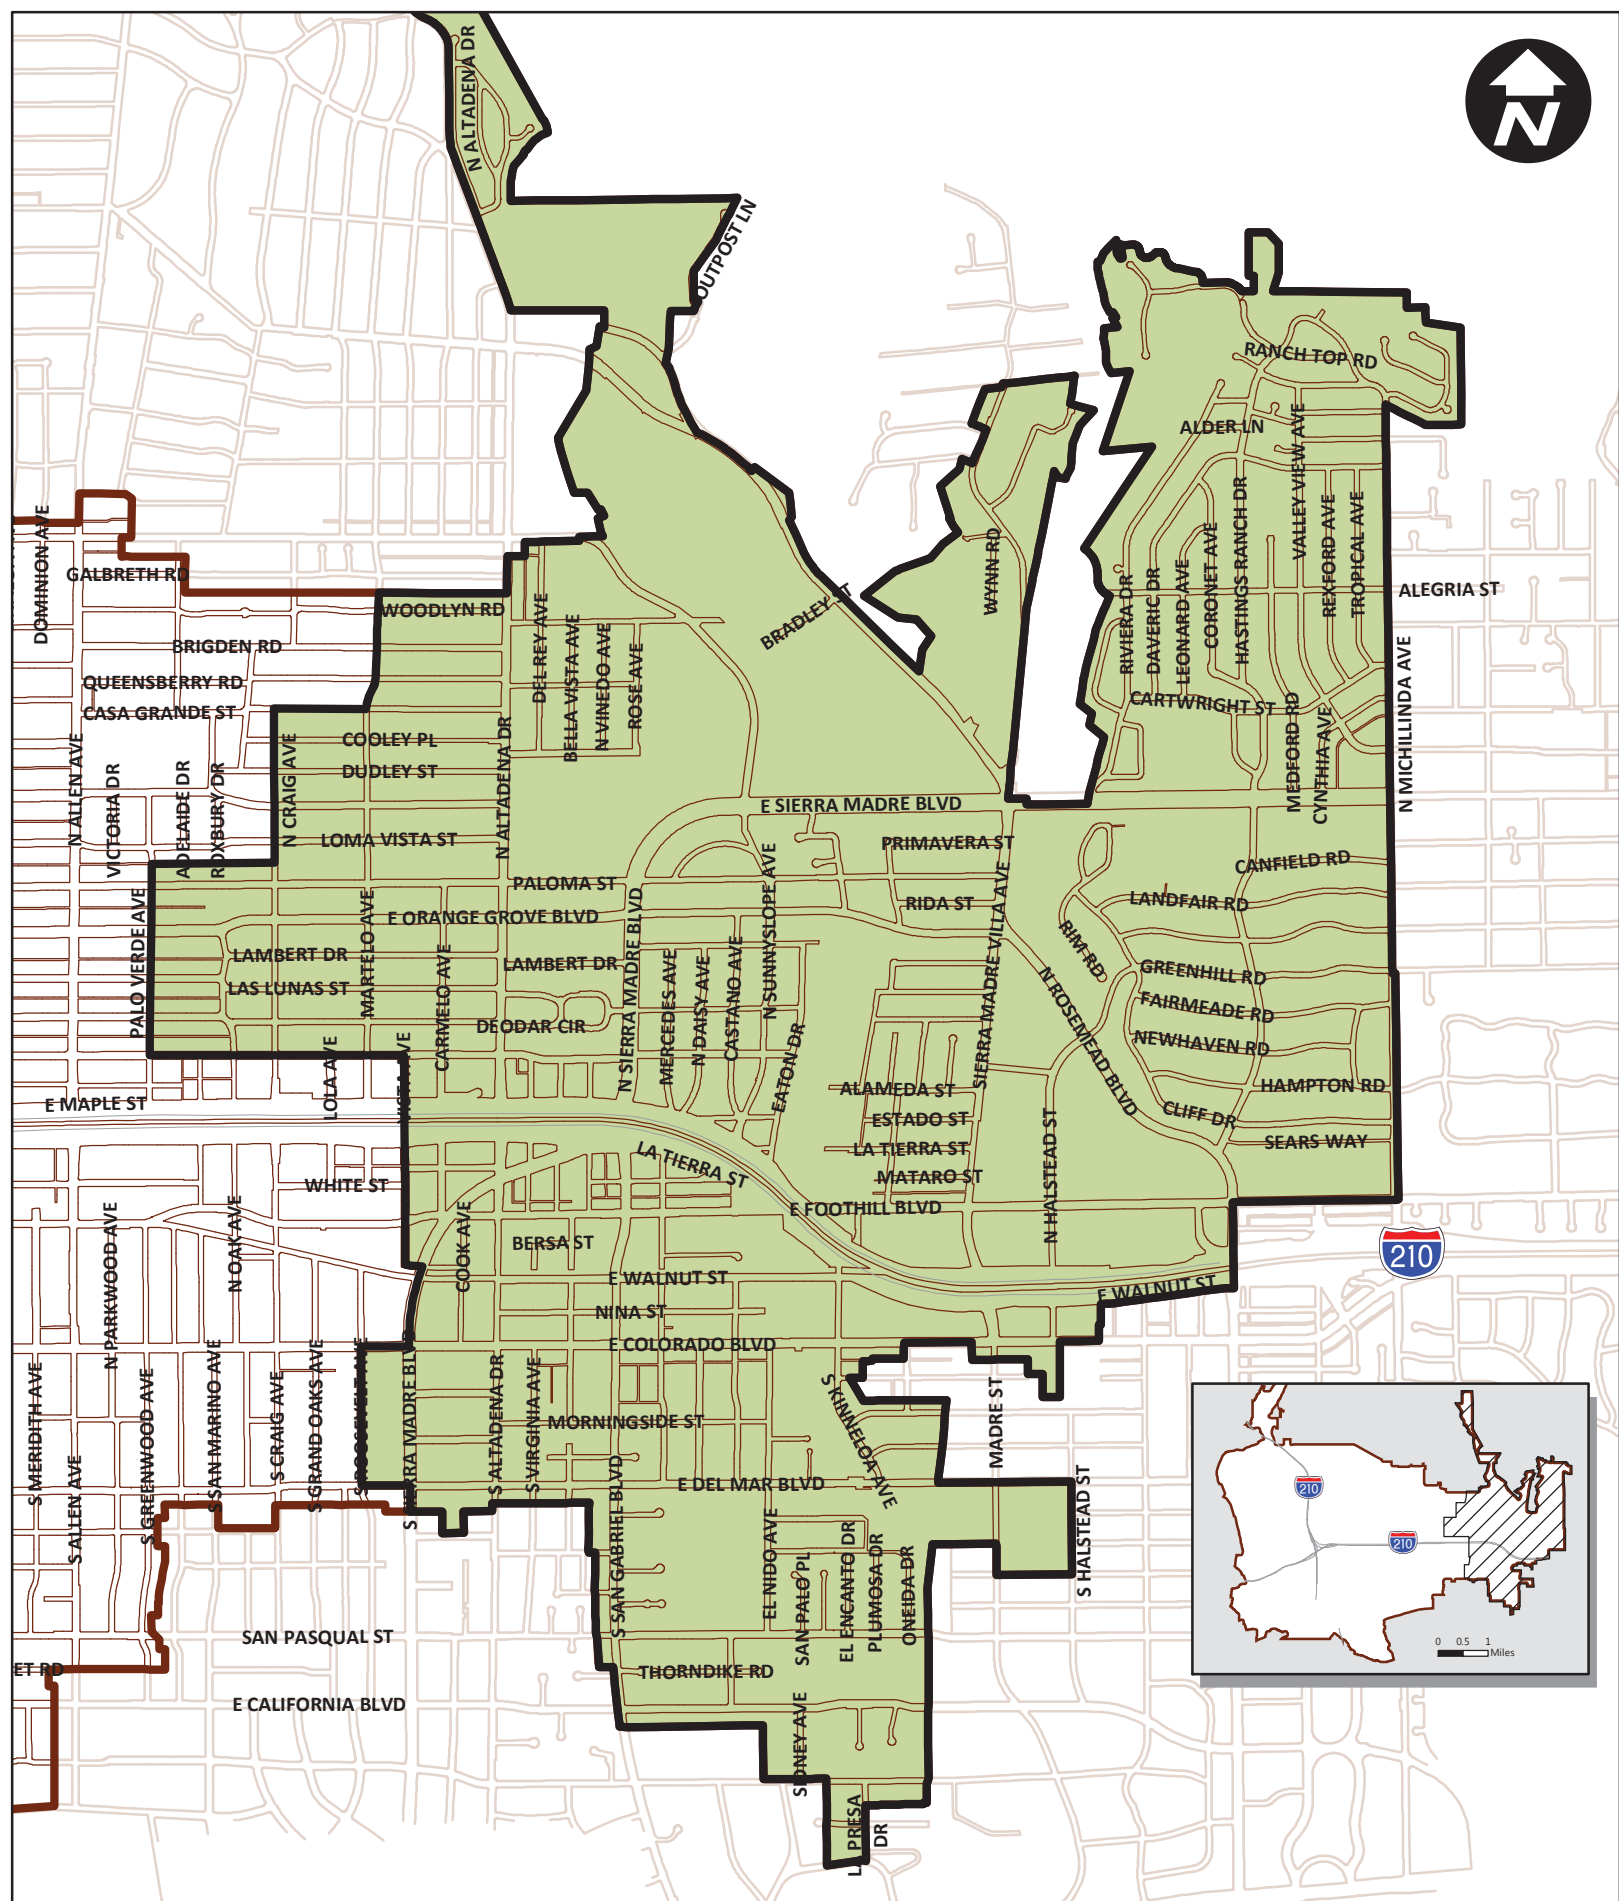 N ALTADENA DR
N
OUTPOST LN
RANCH TOP RD
ALDER LN
VALLEY VIEW AVE
HASTINGS RANCH DR
REXFORD AVE
TROPICAL AVE
CORONET AVE
LEONARD AVE
DAVERIC DR
RIVIERA DR
WYNN RD
ALEGRIA ST
DOMINION AVE
GALBRETH RD
WOODLYN RD
BRADLEY ST
BRIGDEN RD
DEL REY AVE
BELLA VISTA AVE
N VINEDO AVE
ROSE AVE
QUEENSBERRY RD
CASA GRANDE ST
CARTWRIGHT ST
MEDFORD RD
CYNTHIA AVE
N MICHILLINDA AVE
COOLEY PL
DUDLEY ST
N ALLEN AVE
VICTORIA DR
ADELAIDE DR
ROXBURY DR
N CRAIG AVE
N ALTADENA DR
LOMA VISTA ST
E SIERRA MADRE BLVD
PRIMAVERA ST
CANFIELD RD
PALOMA ST
E ORANGE GROVE BLVD
RIDA ST
LANDFAIR RD
PALO VERDE AVE
MARTELO AVE
CARMELO AVE
N SIERRA MADRE BLVD
N SUNNYSLOPE AVE
SIERRA MADRE VILLA AVE
RIM RD
LAMBERT DR
LAMBERT DR
LAS LUNAS ST
MERCEDES AVE
N DAISY AVE
CASTANO AVE
N ROSEMEAD BLVD
GREENHILL RD
FAIRMEADE RD
NEWHAVEN RD
DEODAR CIR
EATON DR
LOLA AVE
VISTA AVE
E MAPLE ST
ALAMEDA ST
HAMPTON RD
ESTADO ST
CLIFF DR
LA TIERRA ST
LA TIERRA ST
SEARS WAY
MATARO ST
WHITE ST
E FOOTHILL BLVD
N HALSTEAD ST
N PARKWOOD AVE
N OAK AVE
COOK AVE
BERSA ST
210
E WALNUT ST
E WALNUT ST
NINA ST
E COLORADO BLVD
S MERIDITH AVE
S ALLEN AVE
S GREENWOOD AVE
S SAN MARINO AVE
S CRAIG AVE
S GRAND OAKS AVE
S ROOSEVELT AVE
S SIERRA MADRE BLVD
S ALTADENA DR
S VIRGINIA AVE
MORNINGSIDE ST
S KINNELOA AVE
MADRE ST
E DEL MAR BLVD
S HALSTEAD ST
S SAN GABRIEL BLVD
EL NIDO AVE
SAN PALO PL
EL ENCANTO DR
PLUMOSA DR
ONEIDA DR
210
210
0 0.5 1
Miles
SAN PASQUAL ST
ET RD
THORNDIKE RD
E CALIFORNIA BLVD
SIDNEY AVE
LA PRESA
DR